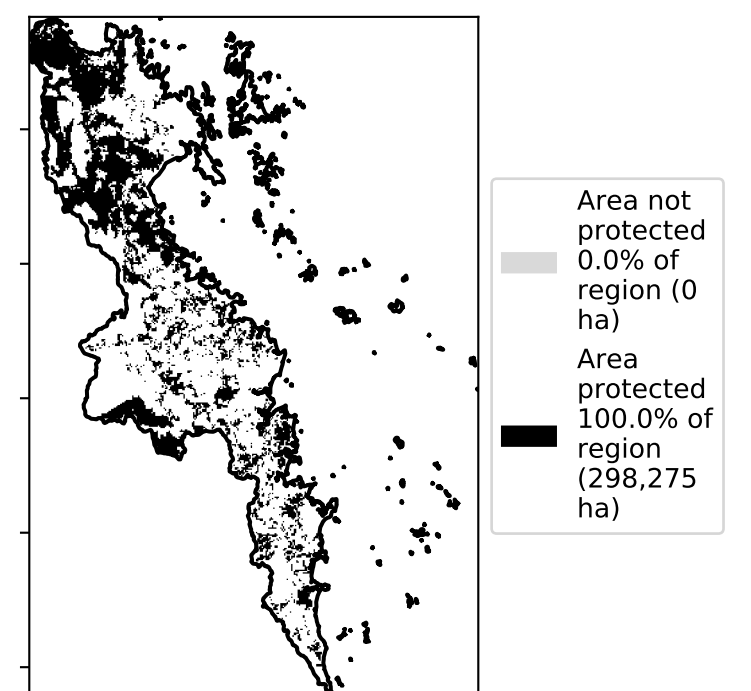 Area not
protected
0.0% of
region (0
ha)
Area
protected
100.0% of
region
(298,275
ha)